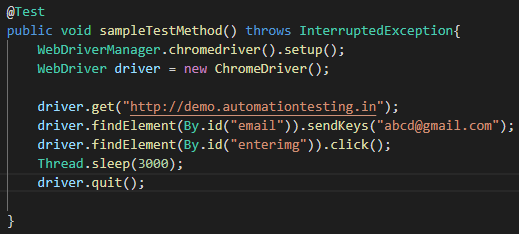 @Test
public void sampleTestMethod() throws InterruptedException{
WebDriverManager.chromedriver().setup();
WebDriver driver = new ChromeDriver();
driver.get("http://demo.automationtesting.in");
driver.findElement(By.id("email")).sendKeys("abcd@gmail.com");
driver.findElement(By.id("enterimg")).click();
Thread.sleep(3000);
driver.quit();
}